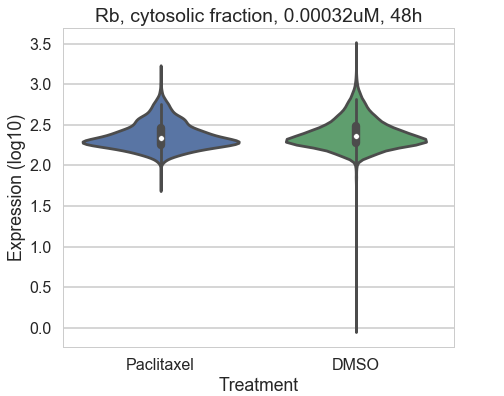 Rb, cytosolic fraction, 0.00032uM, 48h
Expression (log10)
3.5
3.0
2.5
2.0
1.5
1.0
0.5
0.0
Paclitaxel DMSO
Treatment